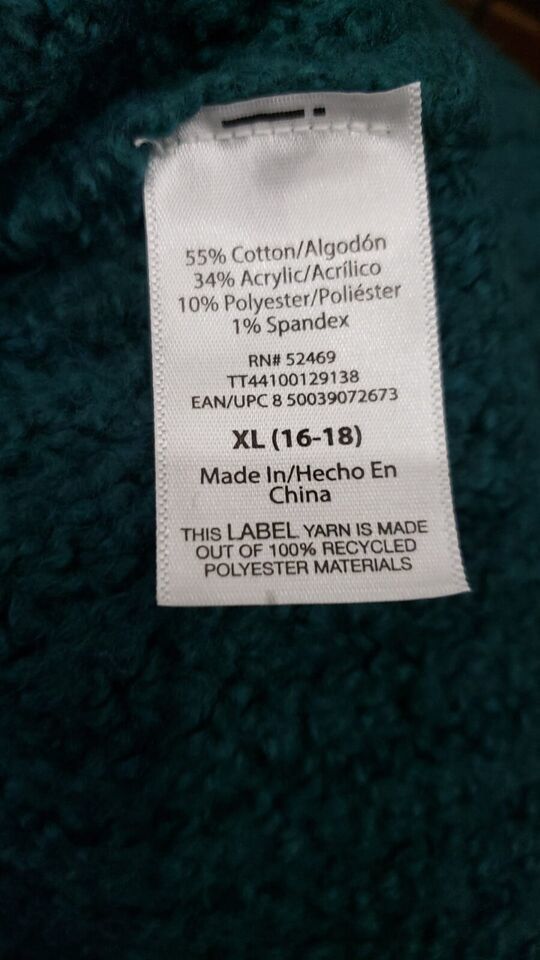 55% Cotton/Algodón
34% Acrylic/Acrílico
10% Polyester/Poliéster
1% Spandex
RN# 52469
TT44100129138
EAN/UPC 8 50039072673
XL (16-18)
Made In/Hecho En
China
THIS LABEL YARN IS MADE
OUT OF 100% RECYCLED
POLYESTER MATERIALS